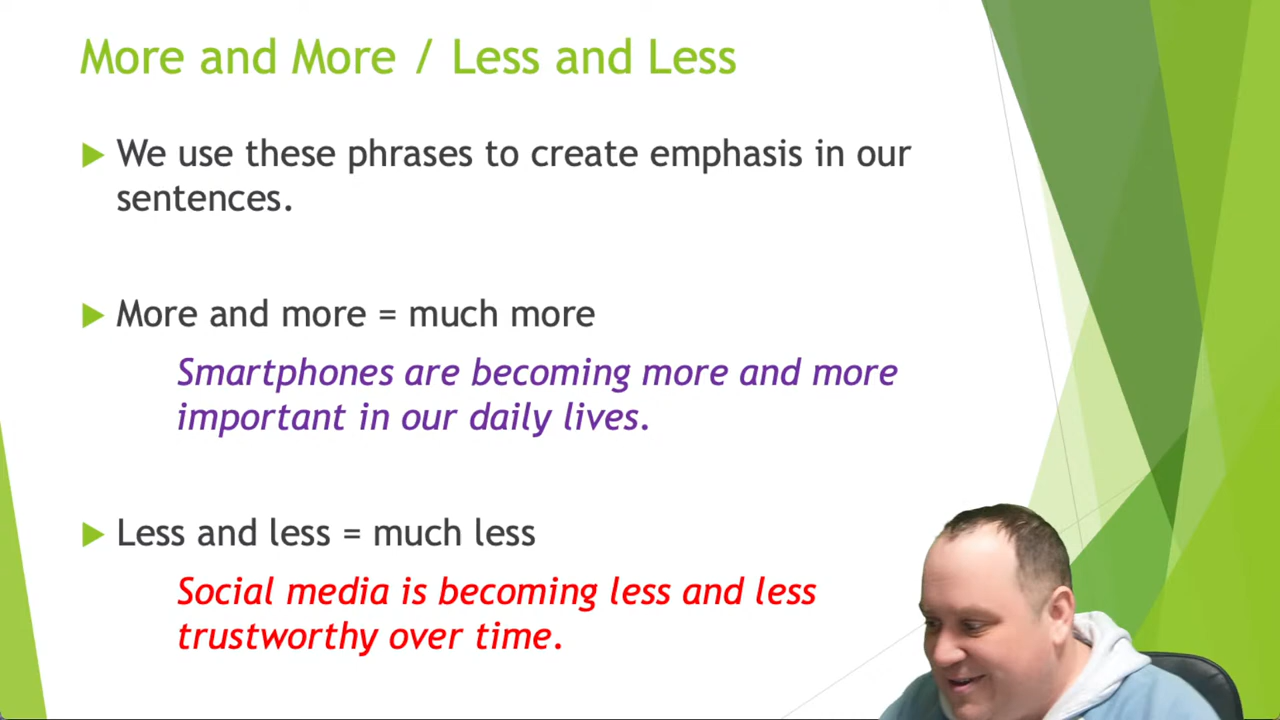 More and More / Less and Less
We use these phrases to create emphasis in our
sentences.
More and more = much more
Smartphones are becoming more and more
important in our daily lives.
Less and less = much less
Social media is becoming less and less
trustworthy over time.